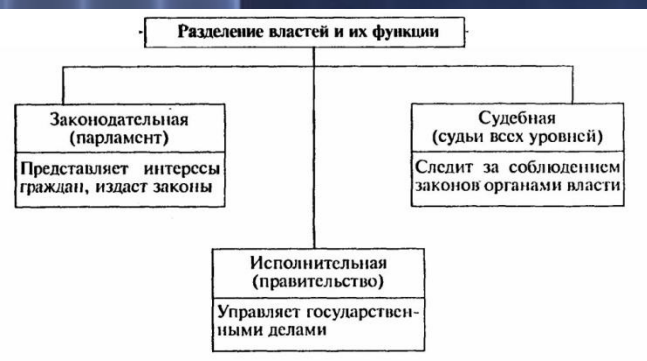 Разделение властей и их функции
Законодательная
(парламент)
Представляет интересы
граждан, издает законы
Судебная
(судьи всех уровней)
Следит за соблюдением
законов органами власти
Исполнительная
(правительство)
Управляет государствен-
ными делами